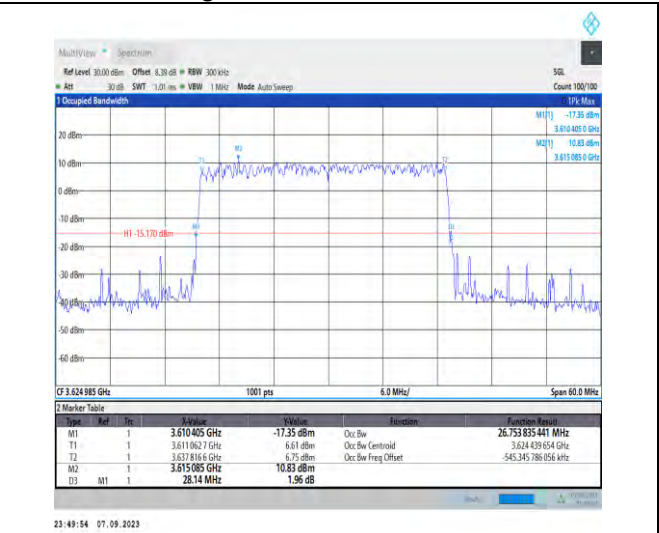 MultiView Spectrum
Ref Level 30.00 dBm Offset 8.39 dB RBW 300 kHz SGL
Att 30 dB SWT 1.01 ms VBW 1 MHz Mode Auto Sweep Count 100/100
1 Occupied Bandwidth 1Pk Max
M1[1] -17.35 dBm
3.610 405 0 GHz
M2[1] 10.83 dBm
3.615 085 0 GHz
20 dBm
M2
10 dBm T1 T2
0 dBm
-10 dBm
M1 D3
H1 -15.170 dBm
-20 dBm
-30 dBm
-40 dBm
-50 dBm
-60 dBm
CF 3.624 985 GHz 1001 pts 6.0 MHz/ Span 60.0 MHz
2 Marker Table
Type Ref Trc X-Value Y-Value Function Function Result
M1 1 3.610405 GHz -17.35 dBm Occ Bw 26.753 835 441 MHz
T1 1 3.611 062 7 GHz 6.61 dBm Occ Bw Centroid 3.624 439 654 GHz
T2 1 3.637 816 6 GHz 6.75 dBm Occ Bw Freq Offset -545.345 786 056 kHz
M2 1 3.615 085 GHz 10.83 dBm
D3 M1 1 28.14 MHz 1.96 dB
23:49:54 07.09.2023